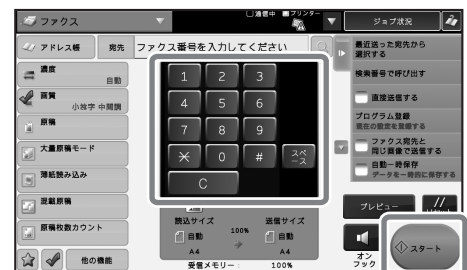 ファクス
通信中 プリンター
ジョブ状況
アドレス帳 宛先 ファクス番号を入力してください
最近送った宛先から
選択する
濃度
自動
検索番号で呼び出す
画質
小放字 中間調
直接送信する
原稿
プログラム登録
現在の設定を登録する
大量原稿モード
ファクス宛先と
同じ画像で送信する
薄紙読み込み
自動一時保存
データを一時的に保存する
混載原稿
原稿枚数カウント
他の機能
1 2 3
4 5 6
7 8 9
0 # スペ
ース
C
読込サイズ 100% 送信サイズ
自動 自動
A4 A4
受信メモリー: 100%
プレビュー
オン
フック
スタート